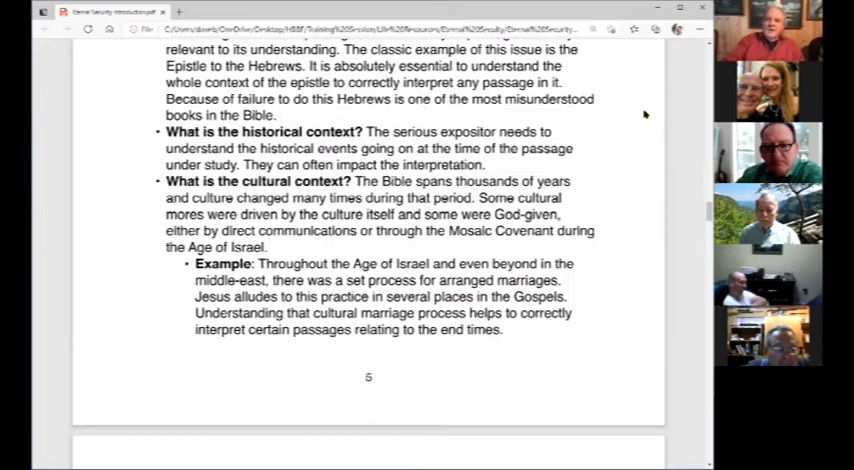 Eternal Security Introduction.pdf
File
relevant to its understanding. The classic example of this issue is the
Epistle to the Hebrews. It is absolutely essential to understand the
whole context of the epistle to correctly interpret any passage in it.
Because of failure to do this Hebrews is one of the most misunderstood
books in the Bible.
• What is the historical context? The serious expositor needs to
understand the historical events going on at the time of the passage
under study. They can often impact the interpretation.
• What is the cultural context? The Bible spans thousands of years
and culture changed many times during that period. Some cultural
mores were driven by the culture itself and some were God-given,
either by direct communications or through the Mosaic Covenant during
the Age of Israel.
• Example: Throughout the Age of Israel and even beyond in the
middle-east, there was a set process for arranged marriages.
Jesus alludes to this practice in several places in the Gospels.
Understanding that cultural marriage process helps to correctly
interpret certain passages relating to the end times.
5